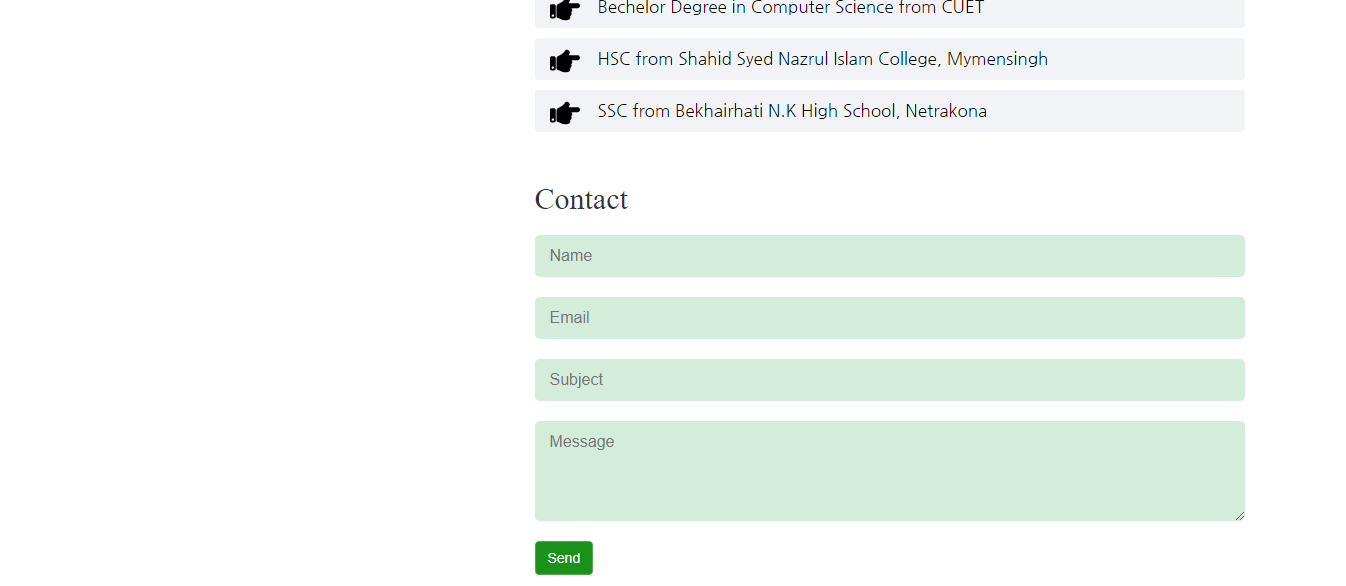 Bechelor Degree in Computer Science from CUET
HSC from Shahid Syed Nazrul Islam College, Mymensingh
SSC from Bekhairhati N.K High School, Netrakona
Contact
Name
Email
Subject
Message
Send